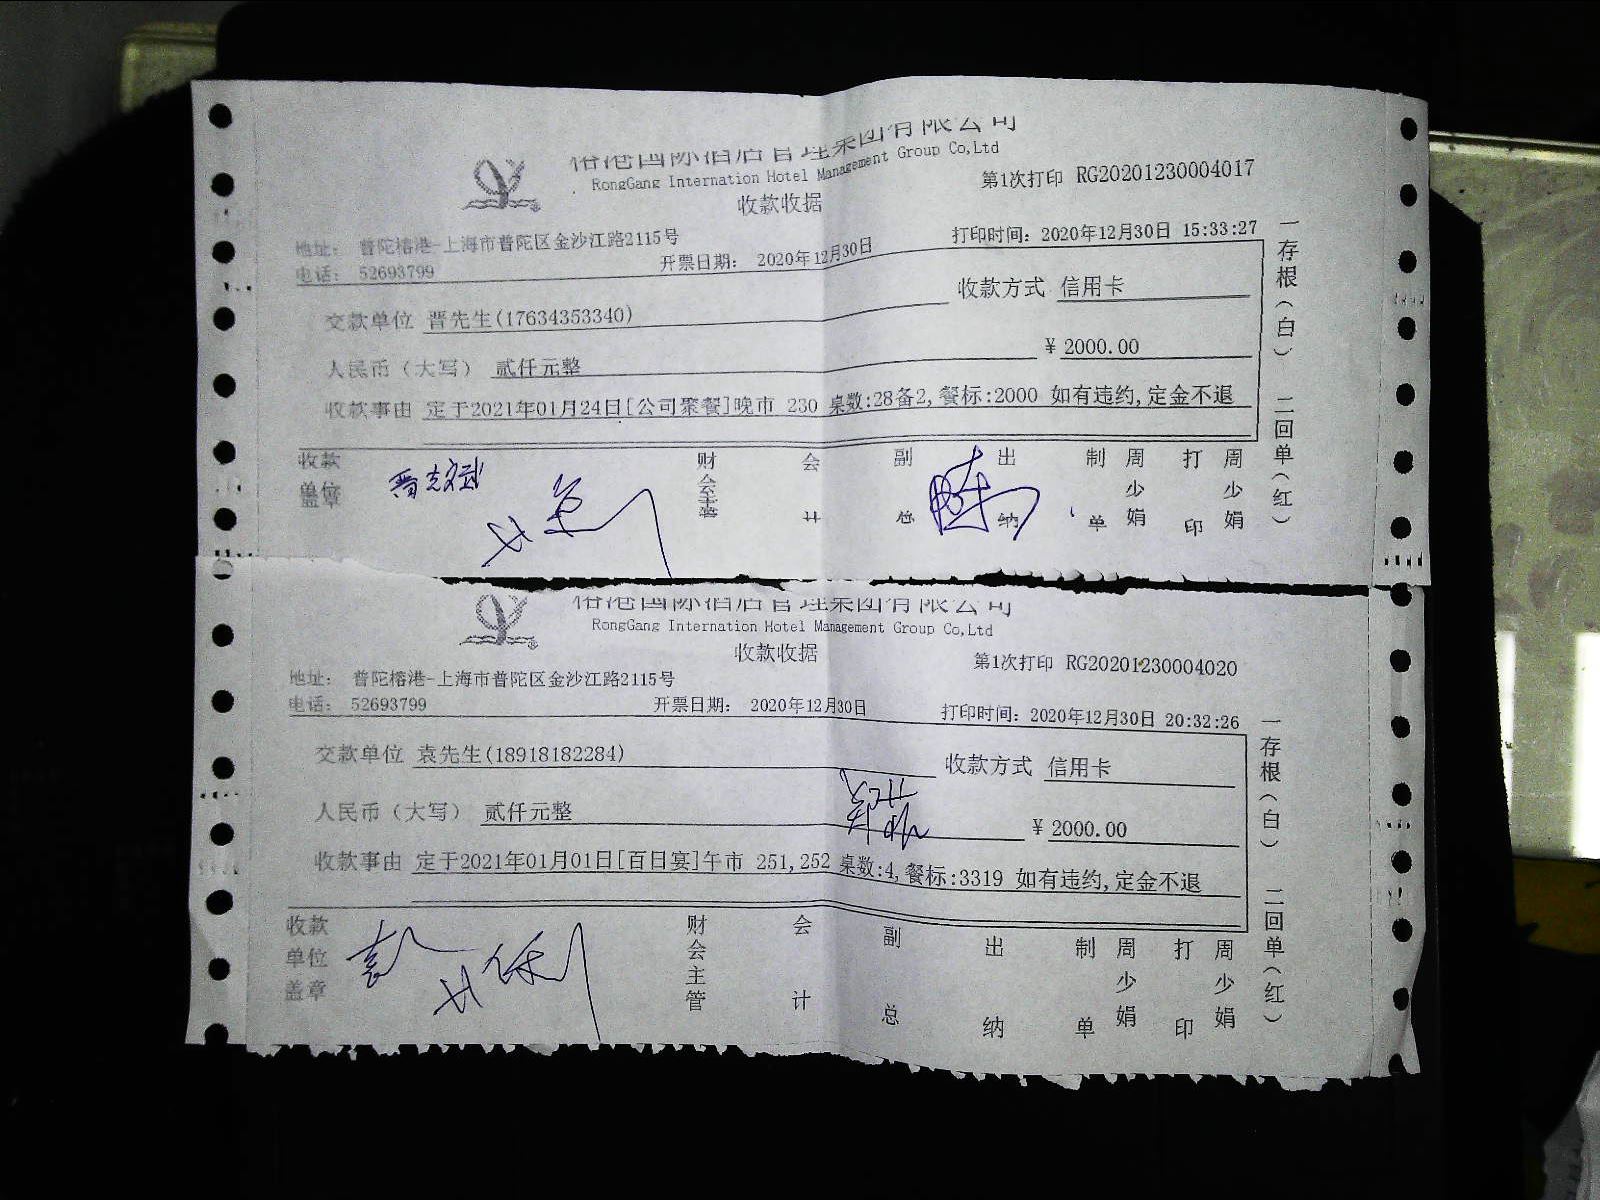 港国际酒店管理集团有限公司
RongGang Internation Hotel Management Group Co,Ltd
收款收据
第1次打印 RG20201230004017
地址: 普陀榕港-上海市普陀区金沙江路2115号
电话: 52693799
开票日期: 2020年12月30日
打印时间: 2020年12月30日 15:33:27
交款单位 晋先生(17634353340)
收款方式 信用卡
人民币(大写) 贰仟元整
¥ 2000.00
收款事由 定于2021年01月24日[公司聚餐]晚市 230 桌数:28备2, 餐标:2000 如有违约, 定金不退
收款单位盖章
财会主管
会计
副总
出纳
制单
周少娟
打印
周少娟
一存根(白) 二回单(红)
港国际酒店管理集团有限公司
RongGang Internation Hotel Management Group Co,Ltd
收款收据
第1次打印 RG20201230004020
地址: 普陀榕港-上海市普陀区金沙江路2115号
电话: 52693799
开票日期: 2020年12月30日
打印时间: 2020年12月30日 20:32:26
交款单位 袁先生(18918182284)
收款方式 信用卡
人民币(大写) 贰仟元整
¥ 2000.00
收款事由 定于2021年01月01日[百日宴]午市 251,252 桌数:4, 餐标:3319 如有违约, 定金不退
收款单位盖章
财会主管
会计
副总
出纳
制单
周少娟
打印
周少娟
一存根(白) 二回单(红)